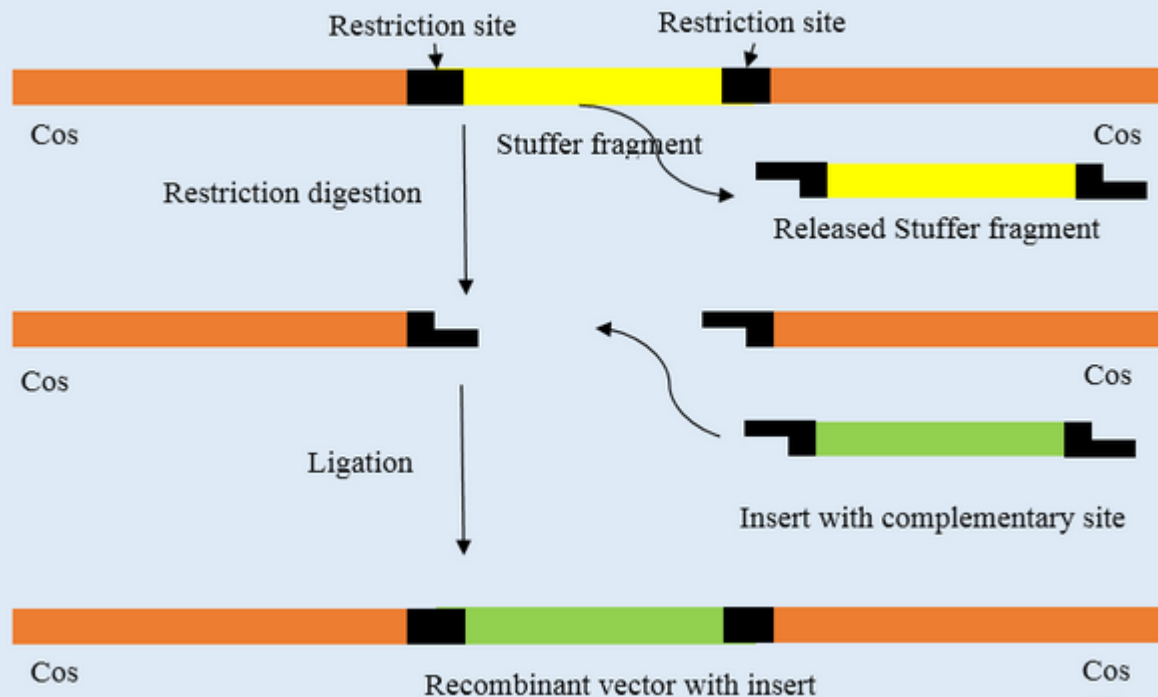 Restriction site
Restriction site
Cos
Stuffer fragment
Cos
Restriction digestion
Released Stuffer fragment
Cos
Cos
Ligation
Insert with complementary site
Cos
Recombinant vector with insert
Cos